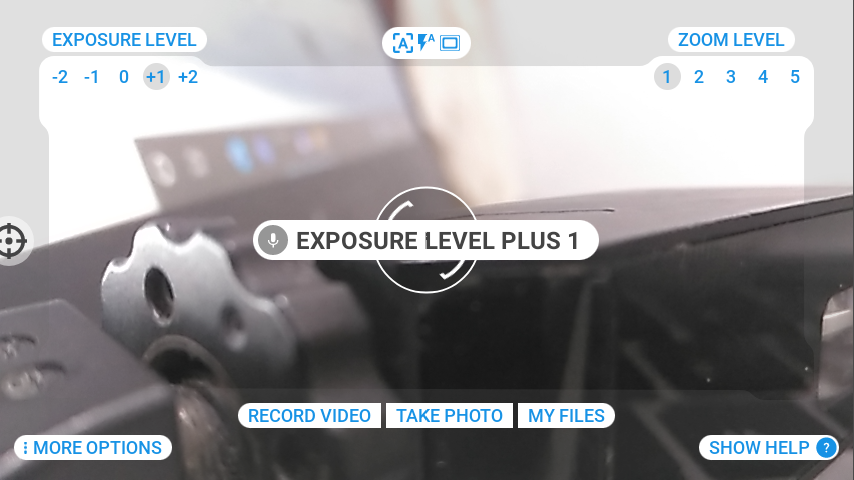 EXPOSURE LEVEL
-2 -1 0 +1 +2
A A
ZOOM LEVEL
1 2 3 4 5
EXPOSURE LEVEL PLUS 1
RECORD VIDEO TAKE PHOTO MY FILES
MORE OPTIONS
SHOW HELP ?